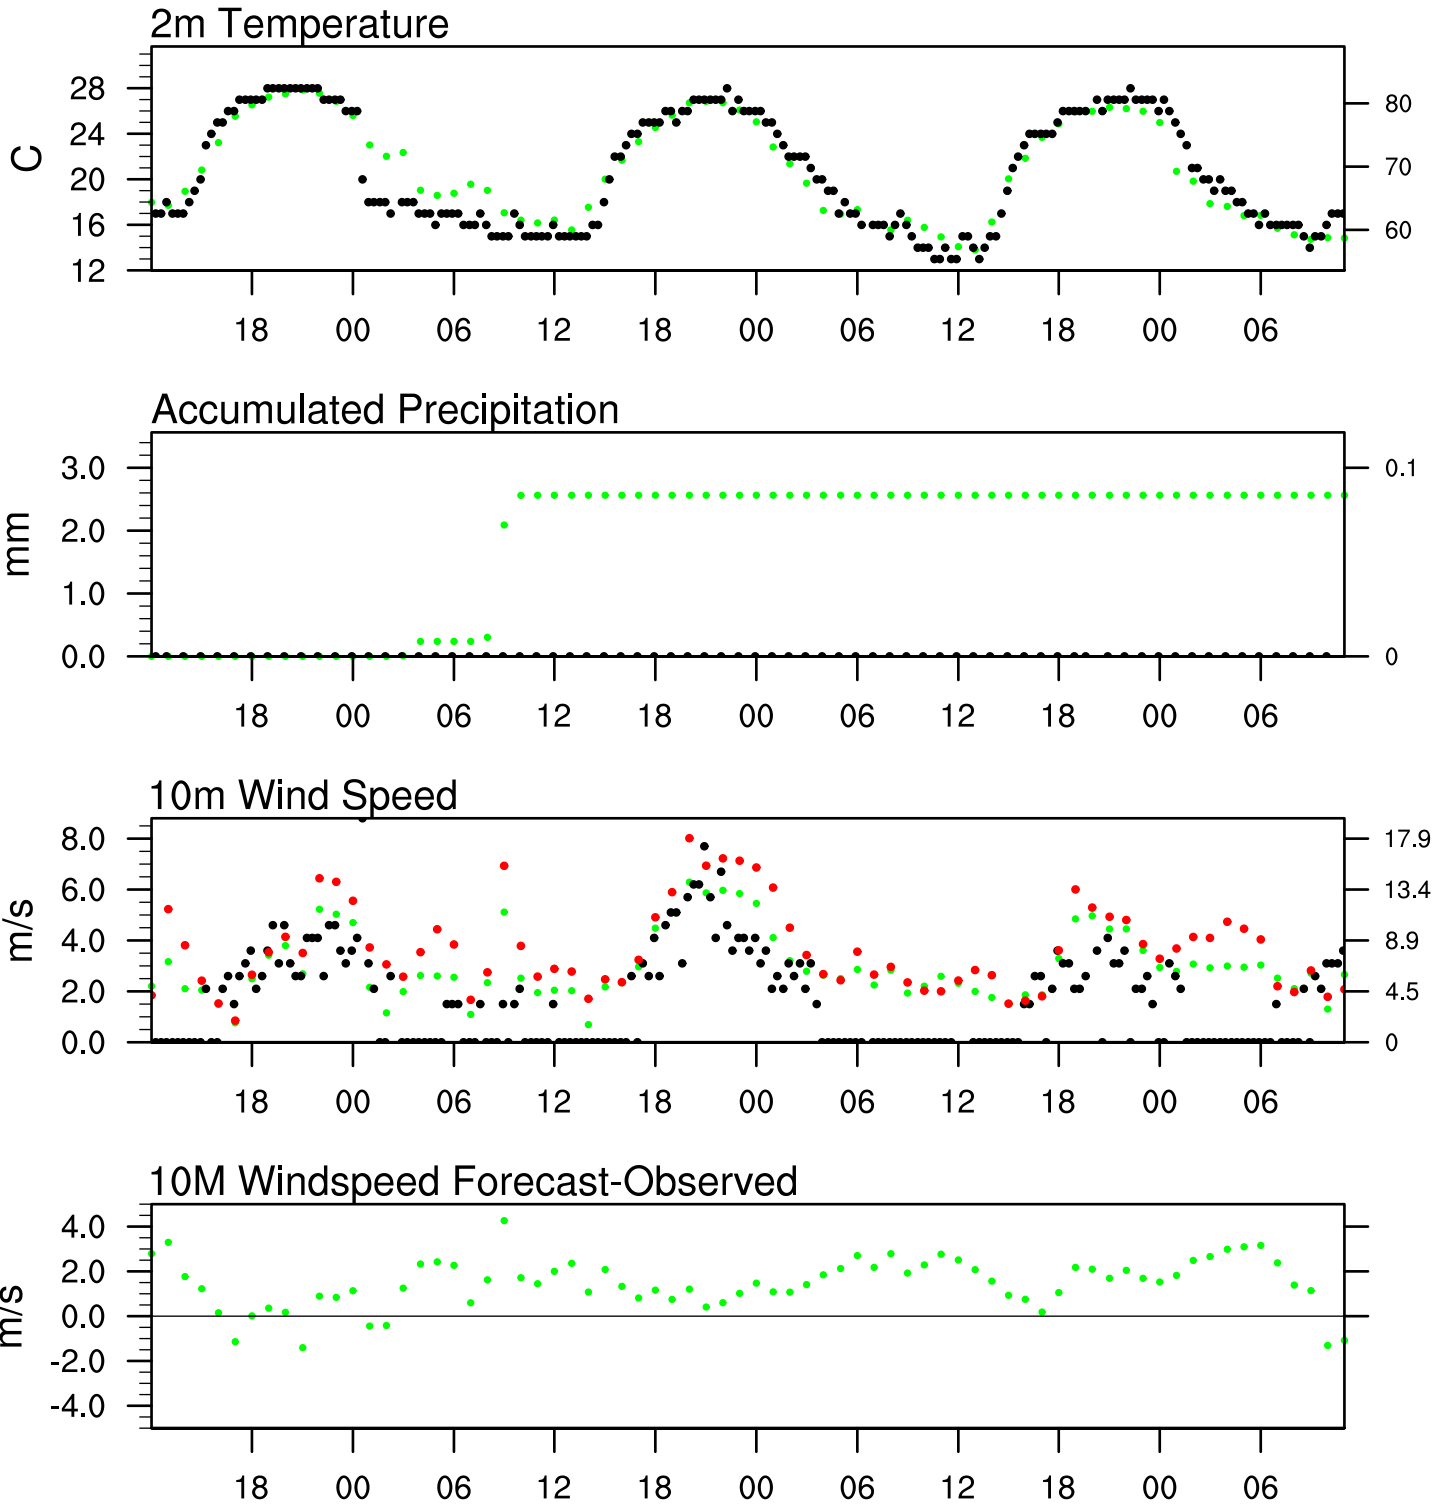 2m Temperature
28
24
20
16
12
C
80
70
60
18 00 06 12 18 00 06 12 18 00 06
Accumulated Precipitation
3.0
2.0
1.0
0.0
mm
0.1
0
18 00 06 12 18 00 06 12 18 00 06
10m Wind Speed
8.0
6.0
4.0
2.0
0.0
m/s
17.9
13.4
8.9
4.5
0
18 00 06 12 18 00 06 12 18 00 06
10M Windspeed Forecast-Observed
4.0
2.0
0.0
-2.0
-4.0
m/s
18 00 06 12 18 00 06 12 18 00 06